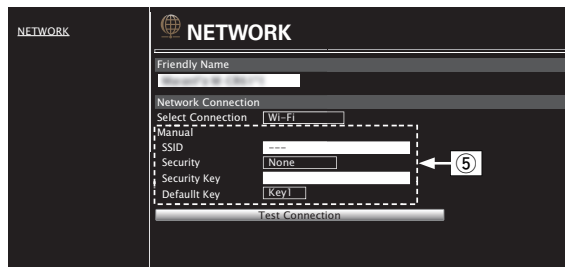 NETWORK
NETWORK
Friendly Name
Network Connection
Select Connection Wi-Fi
Manual
SSID ---
Security None
⑤
Security Key
Defaullt Key Key1
Test Connection